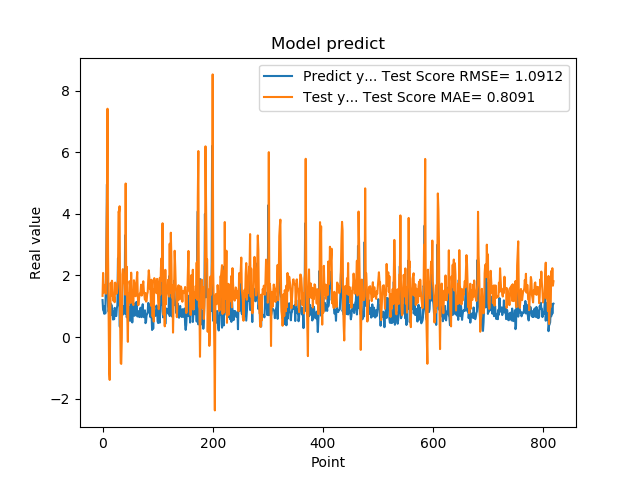 Model predict
Predict y... Test Score RMSE= 1.0912
Test y... Test Score MAE= 0.8091
8
6
4
2
0
−2
Real value
0 200 400 600 800
Point